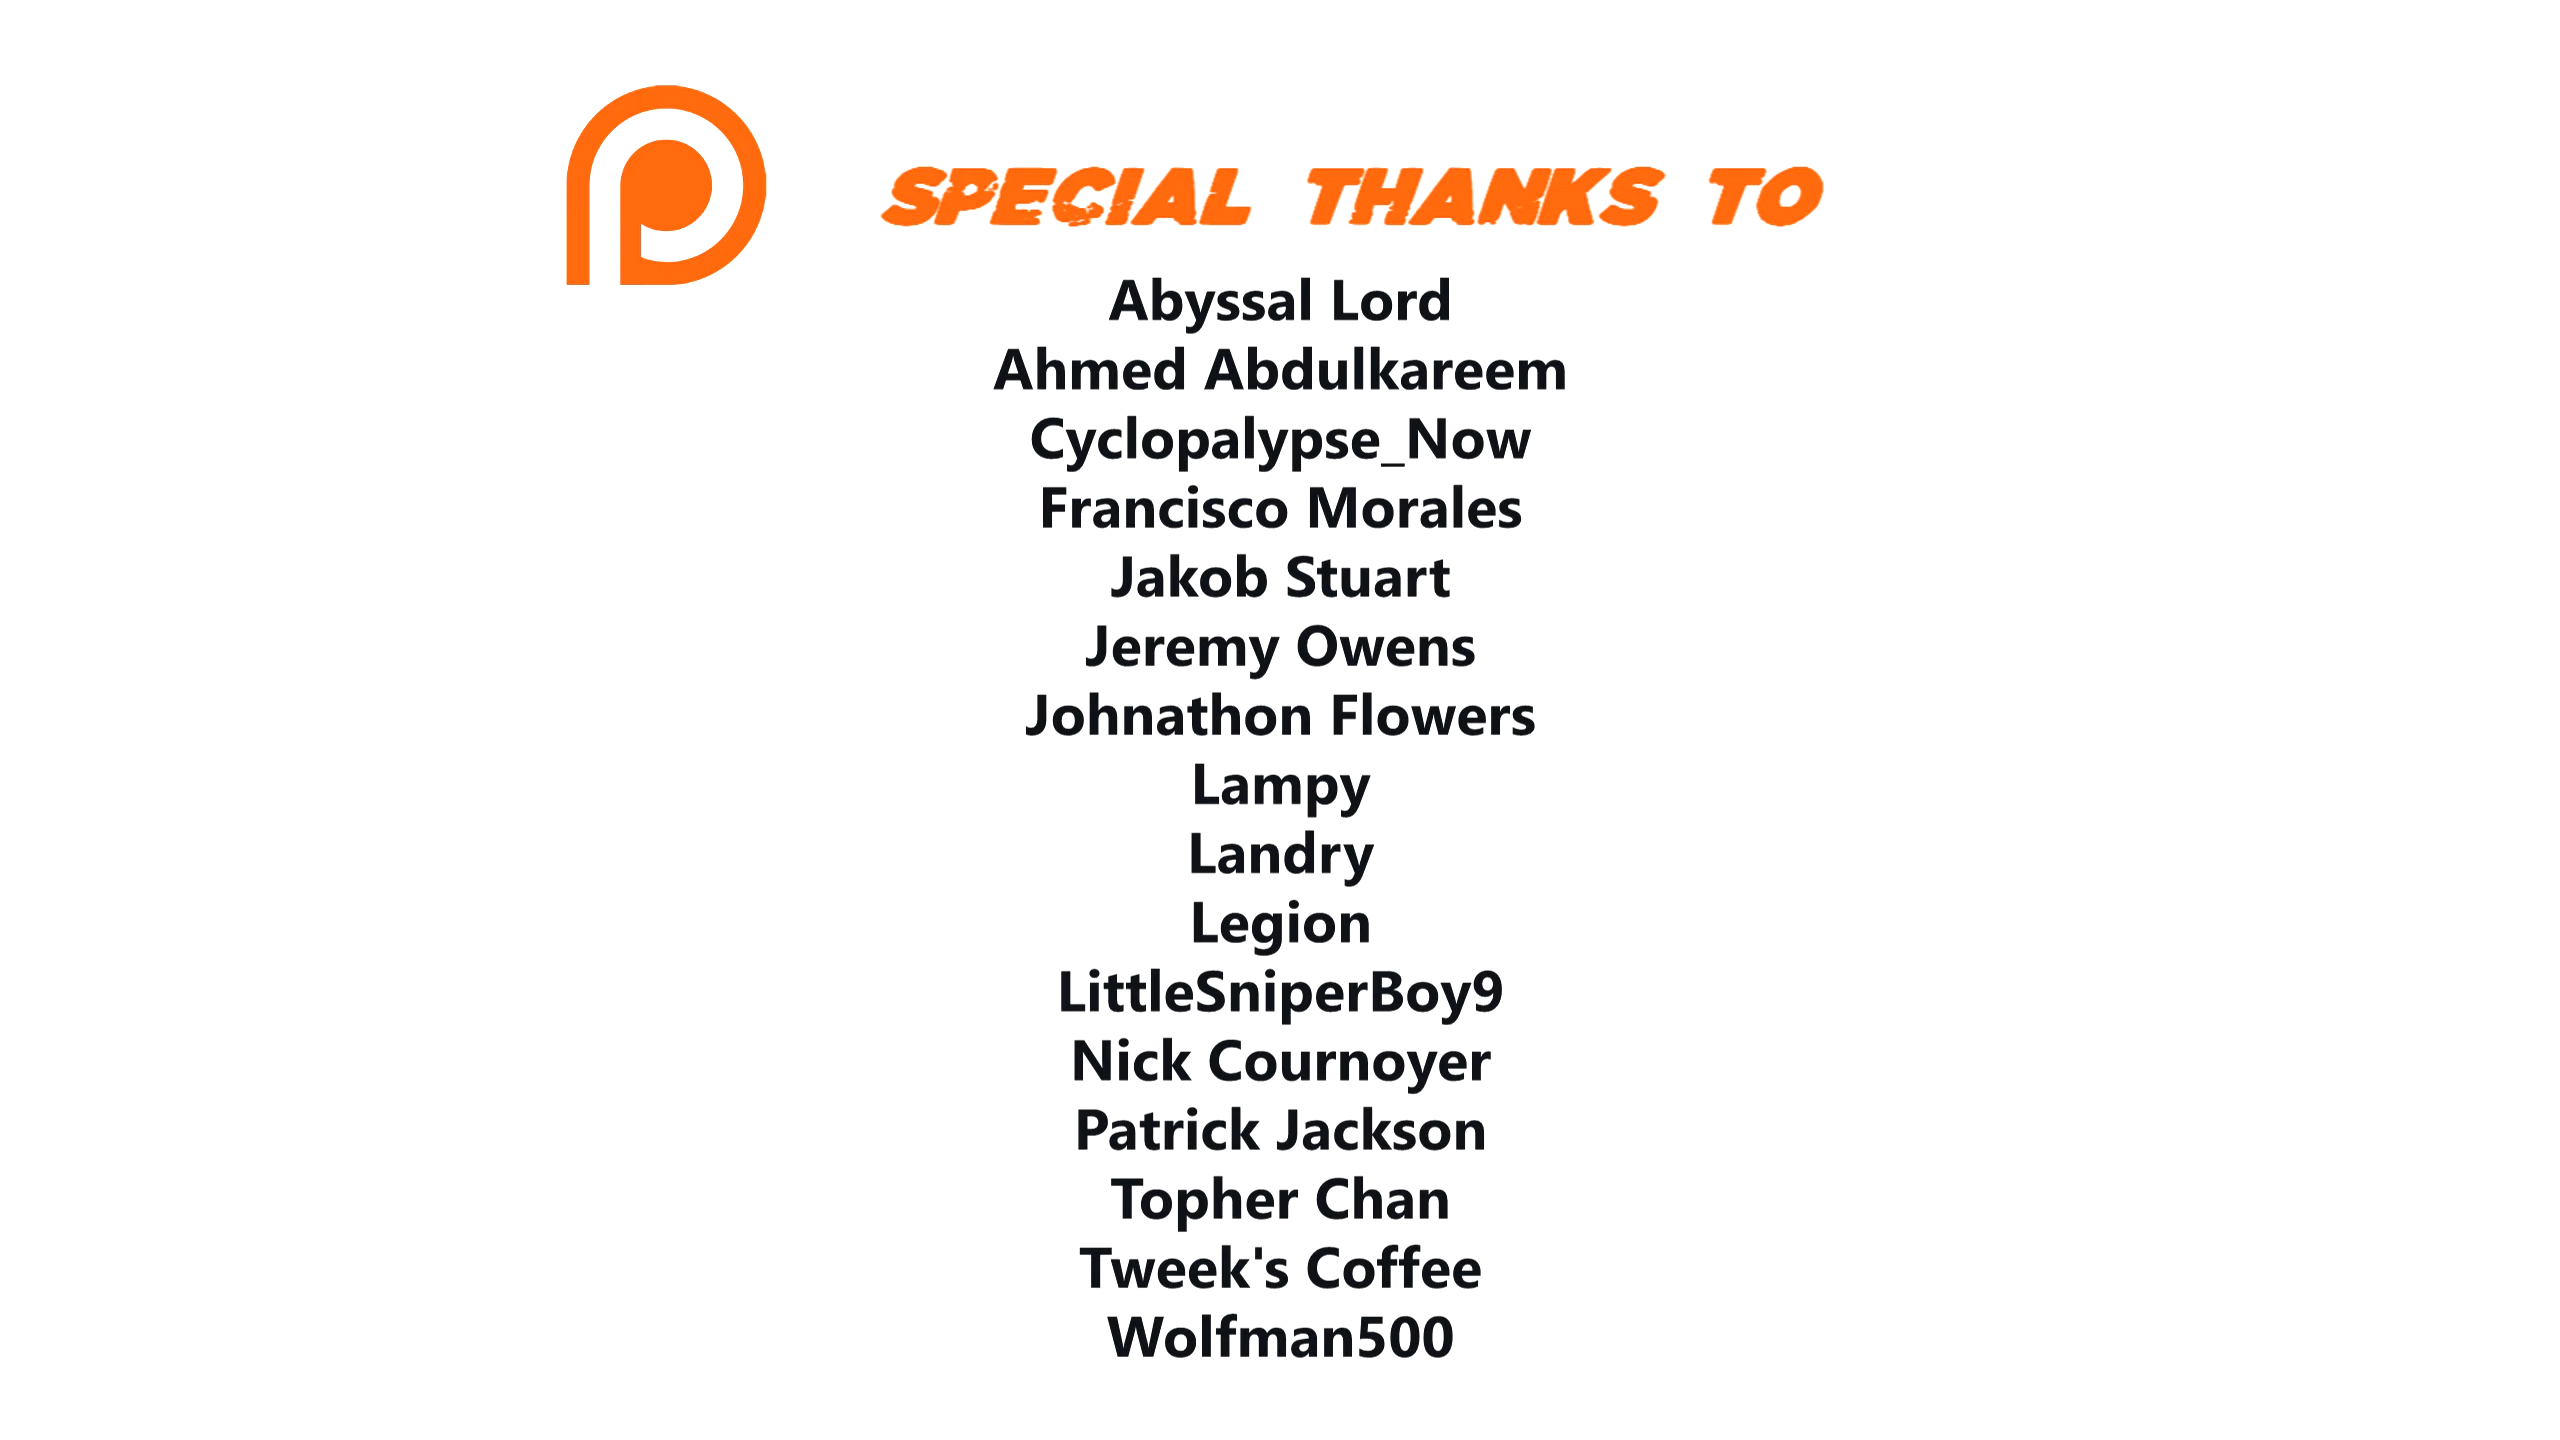 SPECIAL THANKS TO
Abyssal Lord
Ahmed Abdulkareem
Cyclopalypse_Now
Francisco Morales
Jakob Stuart
Jeremy Owens
Johnathon Flowers
Lampy
Landry
Legion
LittleSniperBoy9
Nick Cournoyer
Patrick Jackson
Topher Chan
Tweek's Coffee
Wolfman500